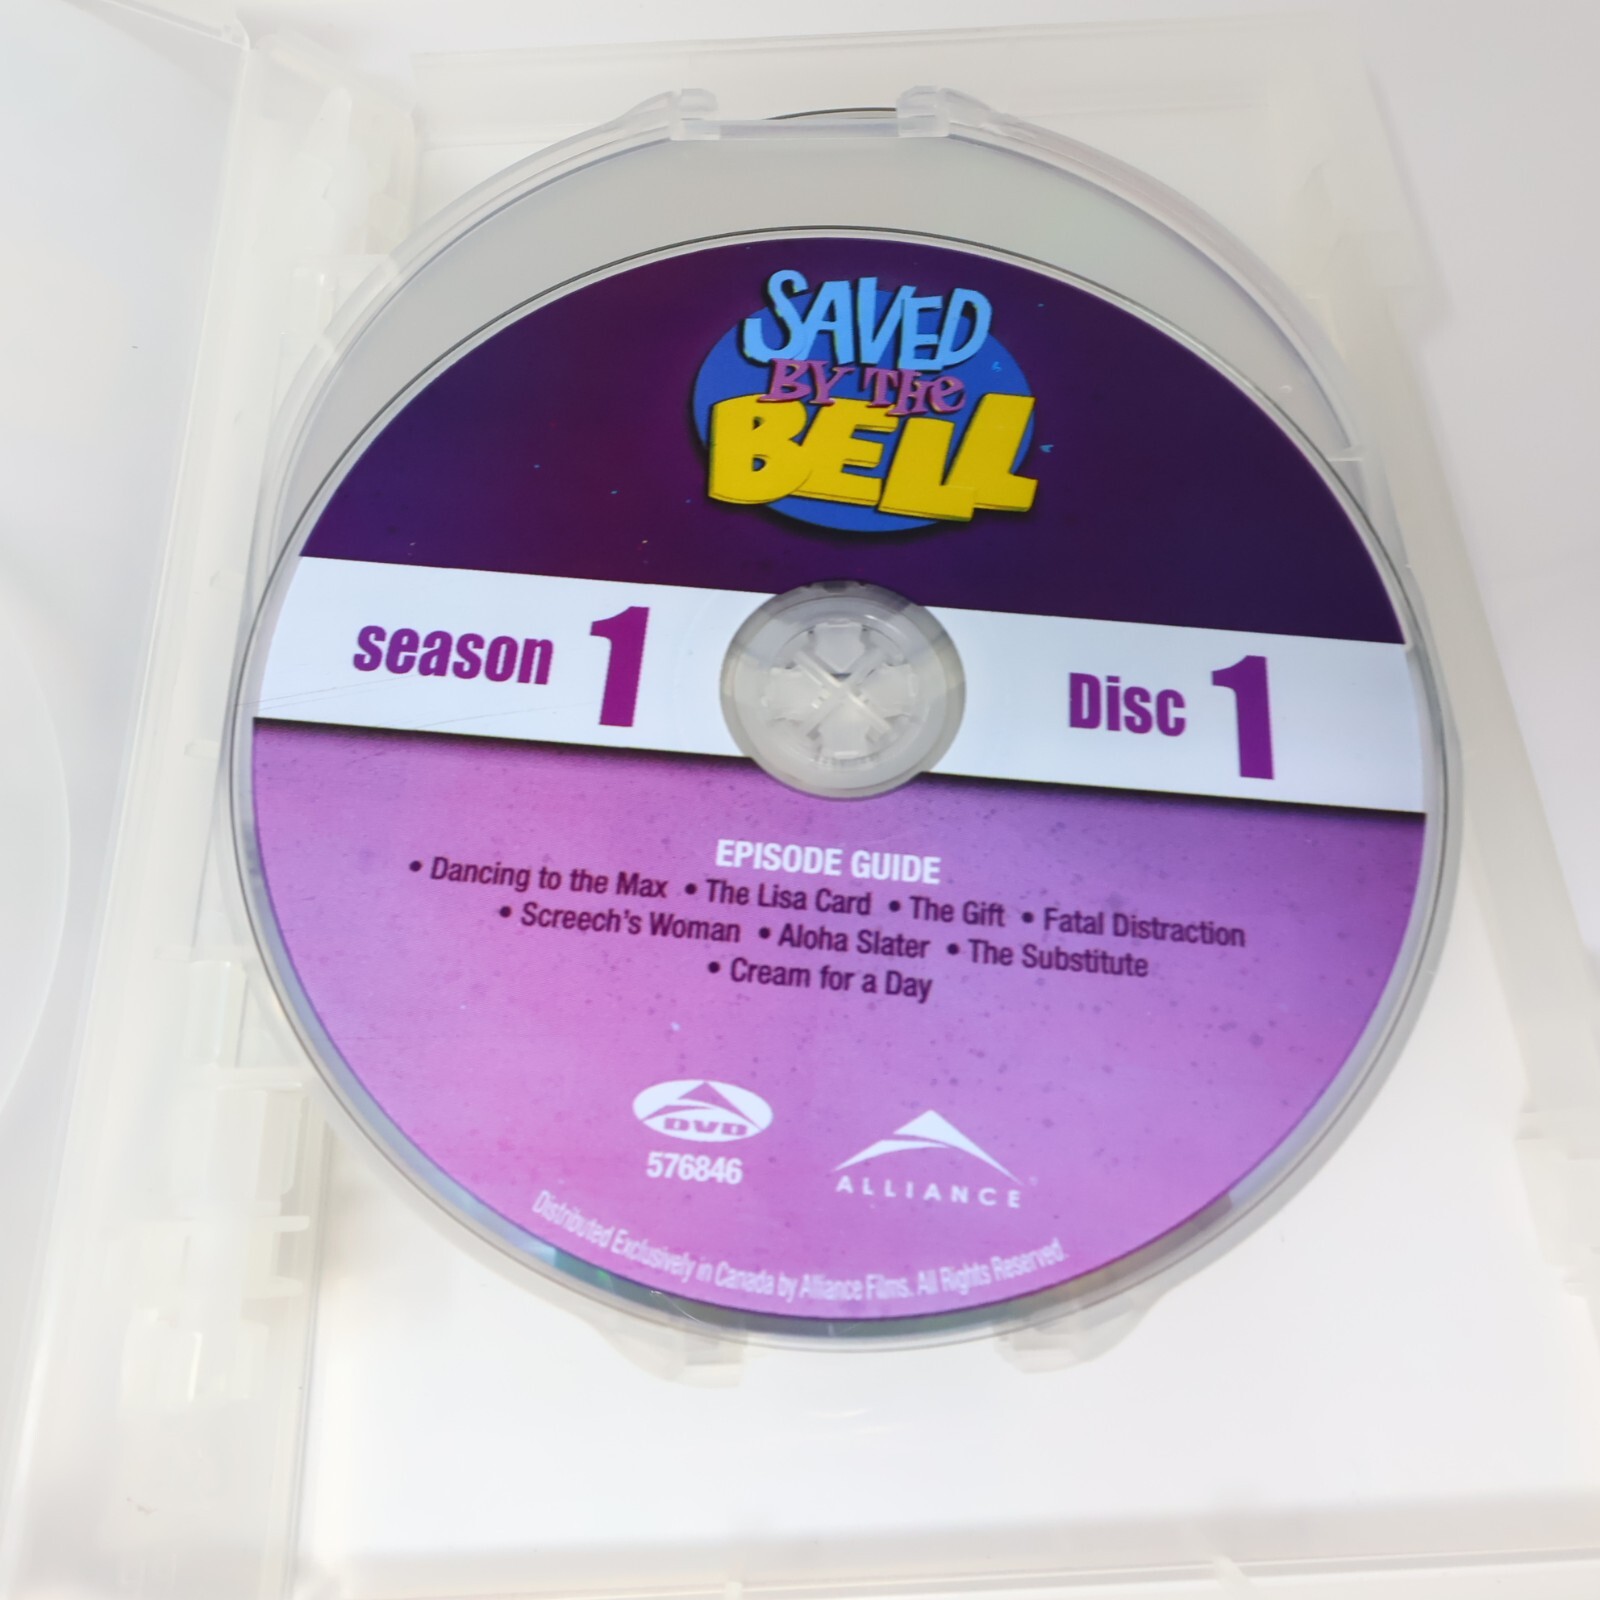 SAVED
BY THE
BELL
season 1
Disc 1
EPISODE GUIDE
• Dancing to the Max • The Lisa Card • The Gift • Fatal Distraction
• Screech's Woman • Aloha Slater • The Substitute
• Cream for a Day
DVD
576846
ALLIANCE
Distributed Exclusively in Canada by Alliance Films. All Rights Reserved.